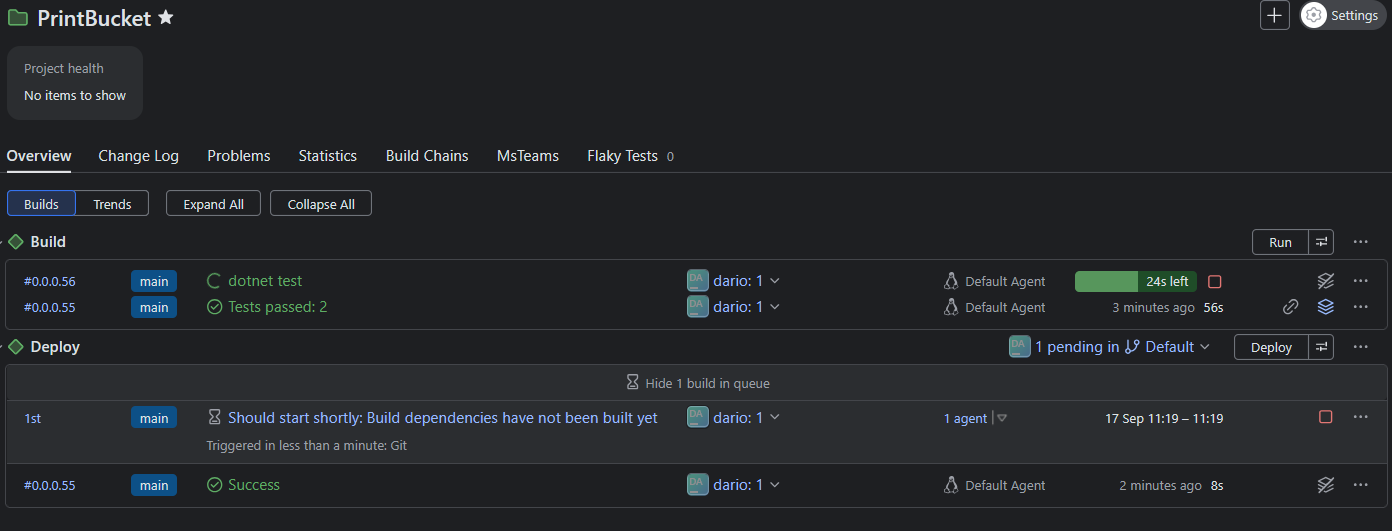 PrintBucket
Settings
Project health
No items to show
Overview Change Log Problems Statistics Build Chains MsTeams Flaky Tests 0
Builds Trends Expand All Collapse All
Build Run
#0.0.0.56 main dotnet test DA dario: 1 Default Agent 24s left
#0.0.0.55 main Tests passed: 2 DA dario: 1 Default Agent 3 minutes ago 56s
Deploy DA 1 pending in Default Deploy
Hide 1 build in queue
1st main Should start shortly: Build dependencies have not been built yet DA dario: 1 1 agent 17 Sep 11:19 – 11:19
Triggered in less than a minute: Git
#0.0.0.55 main Success DA dario: 1 Default Agent 2 minutes ago 8s